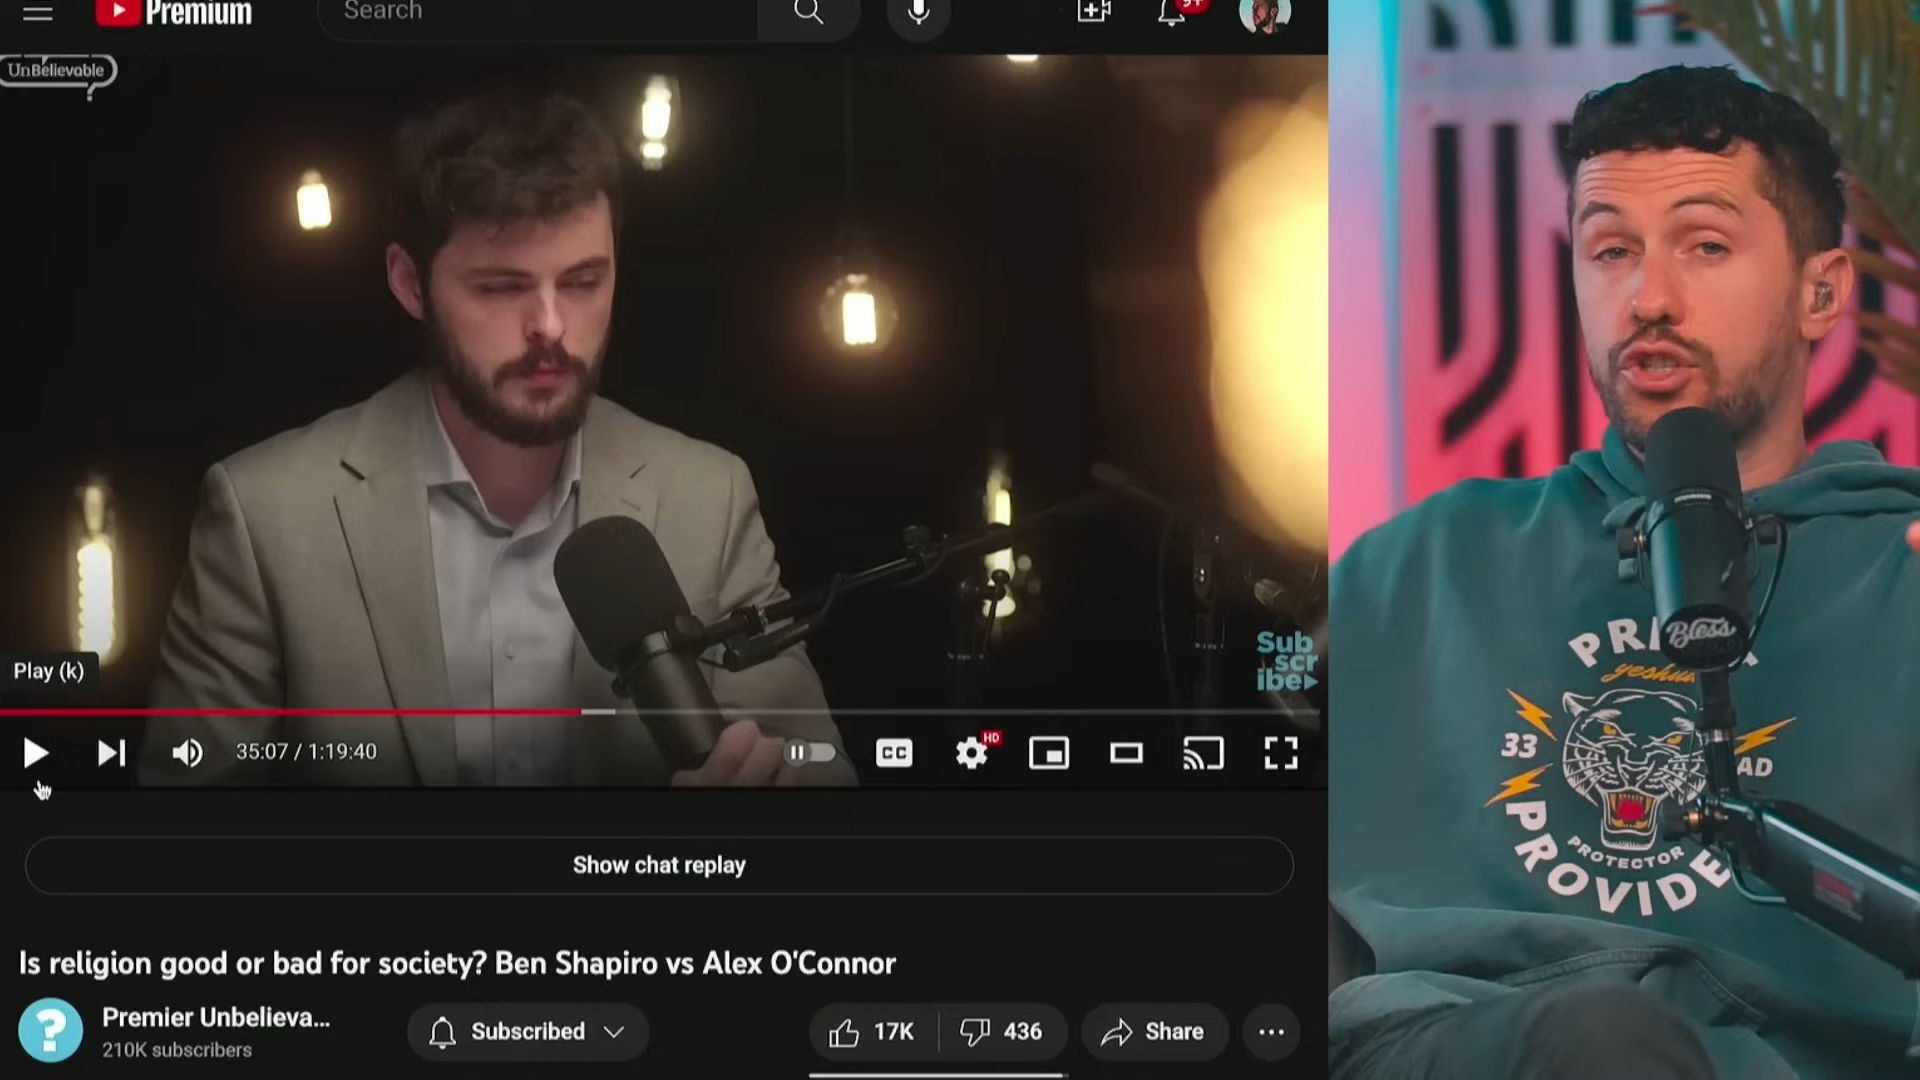 Premium
Search
9+
UnBelievable
Sub
scr
ibe
Play (k)
35:07 / 1:19:40
CC
HD
Show chat replay
Is religion good or bad for society? Ben Shapiro vs Alex O'Connor
Premier Unbelieva...
210K subscribers
Subscribed
17K
436
Share
Bless
33
AD
PROTECTOR
PROVIDE